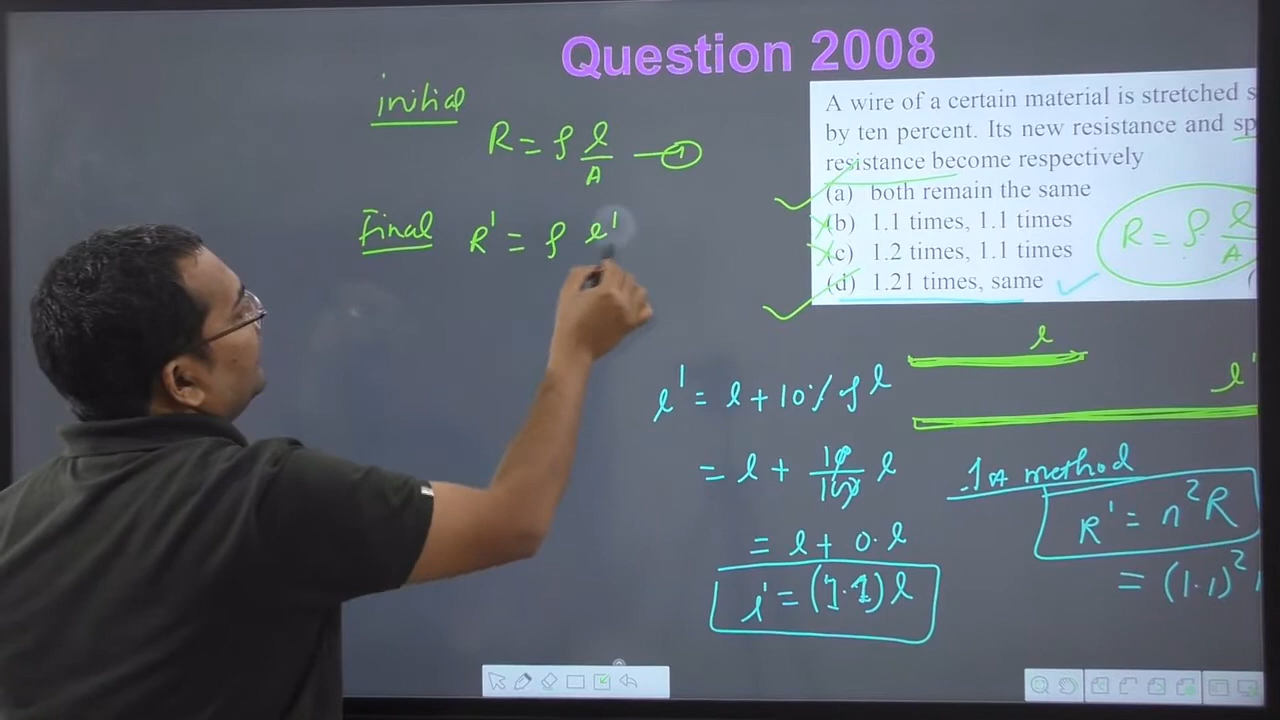 Question 2008
initial
R = ρ l/A — 1
Final R' = ρ l'
A wire of a certain material is stretched s
by ten percent. Its new resistance and sp
resistance become respectively
(a) both remain the same
(b) 1.1 times, 1.1 times
(c) 1.2 times, 1.1 times
(d) 1.21 times, same
(
R = ρ l/A
l
l'
l' = l + 10% of l
= l + 10/100 l
= l + 0.l
l' = (1.1) l
1st method
R' = n²R
= (1.1)²